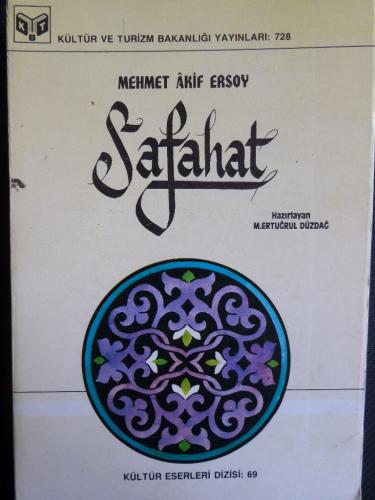 KTB
KÜLTÜR VE TURİZM BAKANLIĞI YAYINLARI: 728
MEHMET ÂKİF ERSOY
Safahat
Hazırlayan
M.ERTUĞRUL DÜZDAĞ
KÜLTÜR ESERLERİ DİZİSİ: 69